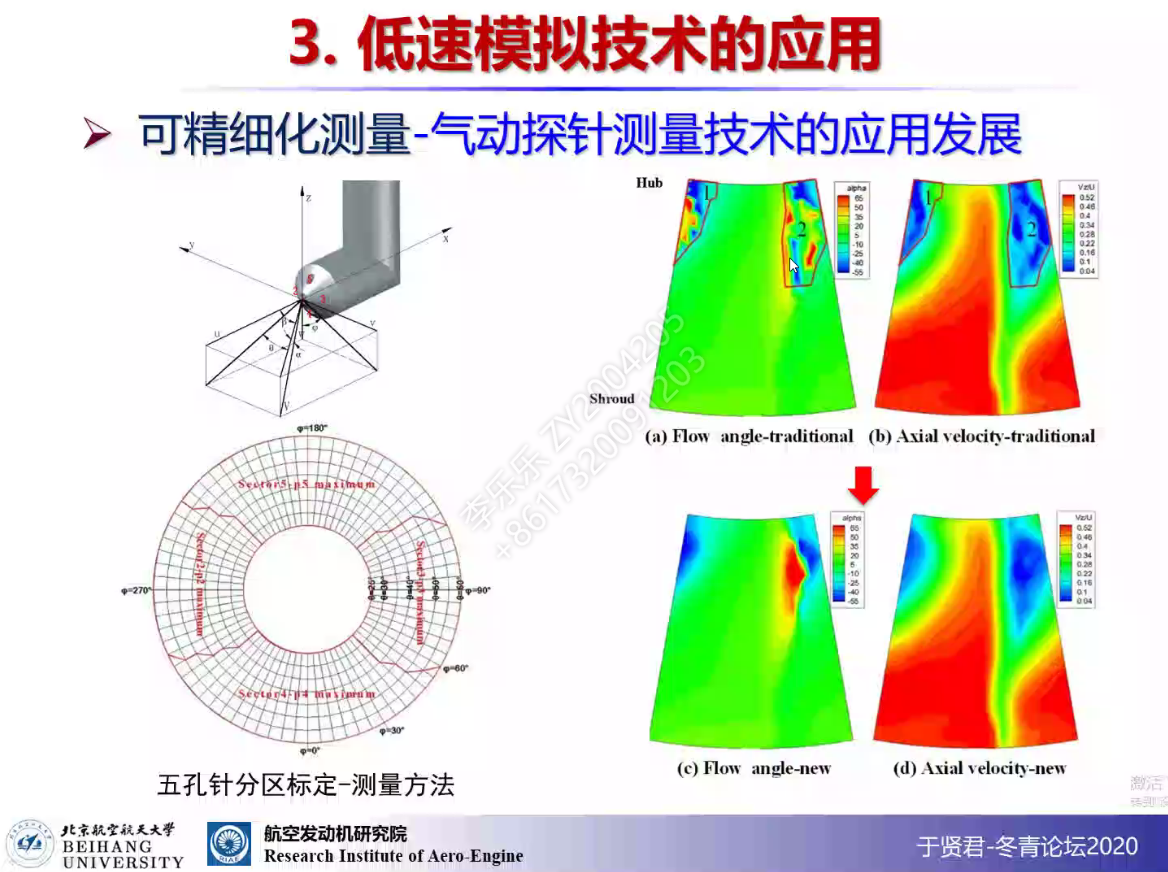 3. 低速模拟技术的应用
可精细化测量-气动探针测量技术的应用发展
Z
y
x
2
3
u
v
β
φ
θ
α
V
φ=180°
Sector5-p5 maximum
Sector2-p2 maximum
Sector3-p3 maximum
φ=270°
θ=20°
θ=30°
θ=40°
θ=50°
θ=60°
φ=90°
φ=60°
Sector4-p4 maximum
φ=30°
φ=0°
五孔针分区标定-测量方法
Hub
Shroud
1
2
alpha
65
50
35
20
5
-10
-25
-40
-55
1
2
Vz/U
0.52
0.46
0.4
0.34
0.28
0.22
0.16
0.1
0.04
(a) Flow angle-traditional
(b) Axial velocity-traditional
alpha
65
50
35
20
5
-10
-25
-40
-55
Vz/U
0.52
0.46
0.4
0.34
0.28
0.22
0.16
0.1
0.04
(c) Flow angle-new
(d) Axial velocity-new
李乐乐 ZY2004205
激活
北京航空航天大学
BEIHANG
UNIVERSITY
航空发动机研究院
Research Institute of Aero-Engine
于贤君-冬青论坛2020